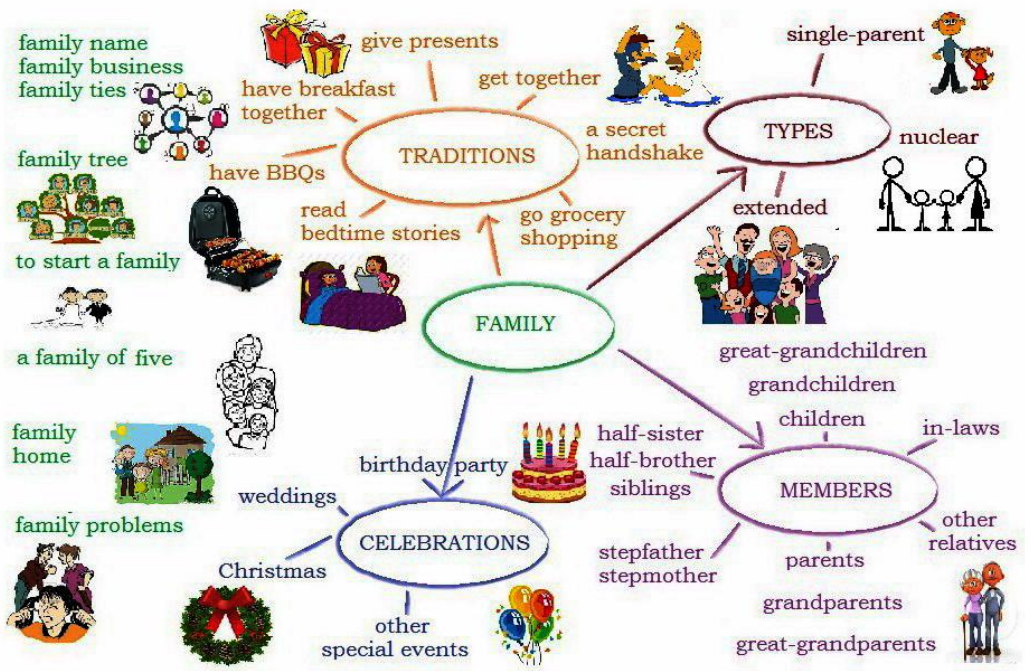 family name
family business
family ties
family tree
to start a family
a family of five
family
home
family problems
give presents
get together
have breakfast
together
a secret
handshake
TRADITIONS
have BBQs
read
bedtime stories
go grocery
shopping
single-parent
TYPES
nuclear
extended
FAMILY
great-grandchildren
grandchildren
children
in-laws
half-sister
half-brother
siblings
MEMBERS
other
relatives
stepfather
stepmother
parents
grandparents
great-grandparents
birthday party
weddings
CELEBRATIONS
Christmas
other
special events